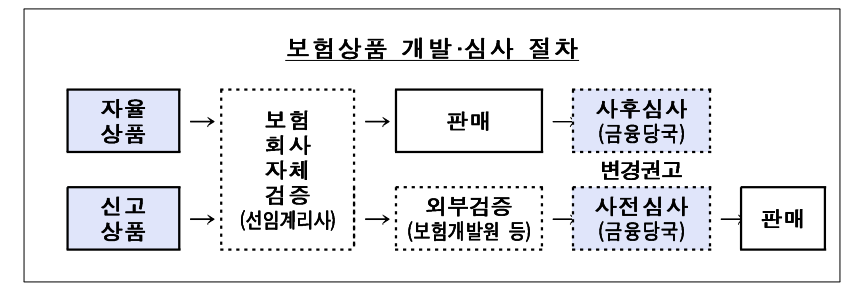 보험상품 개발·심사 절차
자율
상품
→
보험
회사
자체
검증
(선임계리사)
→
판매
→
사후심사
(금융당국)
변경권고
신고
상품
→
→
외부검증
(보험개발원 등)
→
사전심사
(금융당국)
→
판매